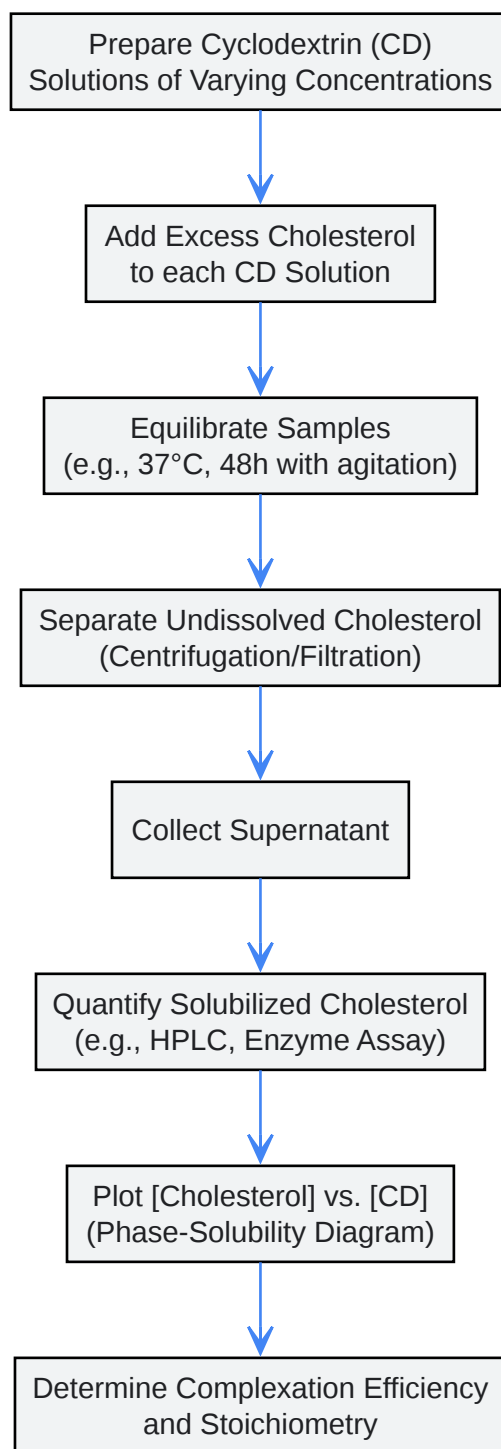 Prepare Cyclodextrin (CD)
Solutions of Varying Concentrations
Add Excess Cholesterol
to each CD Solution
Equilibrate Samples
(e.g., 37°C, 48h with agitation)
Separate Undissolved Cholesterol
(Centrifugation/Filtration)
Collect Supernatant
Quantify Solubilized Cholesterol
(e.g., HPLC, Enzyme Assay)
Plot [Cholesterol] vs. [CD]
(Phase-Solubility Diagram)
Determine Complexation Efficiency
and Stoichiometry